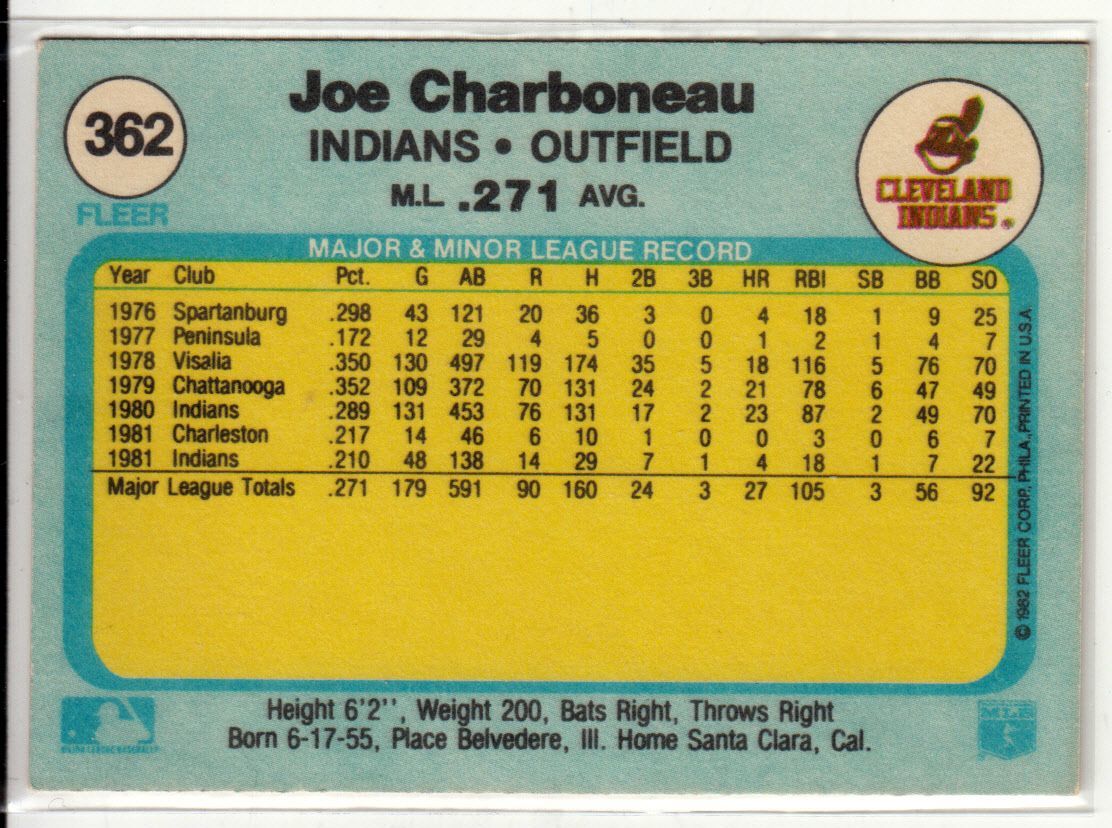 Joe Charboneau
362
INDIANS • OUTFIELD
M.L .271 AVG.
CLEVELAND
INDIANS
FLEER
MAJOR & MINOR LEAGUE RECORD
Year Club Pct. G AB R H 2B 3B HR RBI SB BB SO
1976 Spartanburg .298 43 121 20 36 3 0 4 18 1 9 25
1977 Peninsula .172 12 29 4 5 0 0 1 2 1 4 7
1978 Visalia .350 130 497 119 174 35 5 18 116 5 76 70
1979 Chattanooga .352 109 372 70 131 24 2 21 78 6 47 49
1980 Indians .289 131 453 76 131 17 2 23 87 2 49 70
1981 Charleston .217 14 46 6 10 1 0 0 3 0 6 7
1981 Indians .210 48 138 14 29 7 1 4 18 1 7 22
Major League Totals .271 179 591 90 160 24 3 27 105 3 56 92
© 1982 FLEER CORP., PHILA., PRINTED IN U.S.A
Height 6'2'', Weight 200, Bats Right, Throws Right
Born 6-17-55, Place Belvedere, Ill. Home Santa Clara, Cal.
MAJOR LEAGUE BASEBALL
MLB